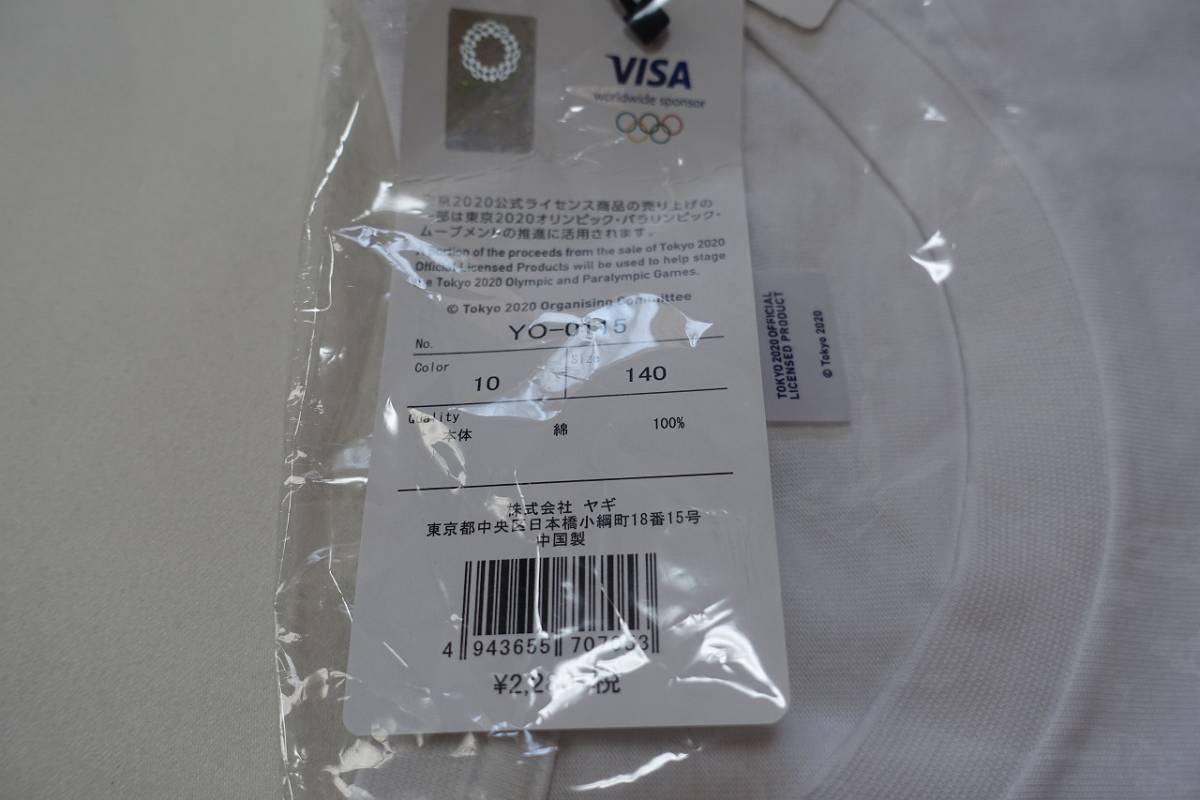 VISA
worldwide sponsor
東京2020公式ライセンス商品の売り上げの
一部は東京2020オリンピック・パラリンピック・
ムーブメントの推進に活用されます。
A portion of the proceeds from the sale of Tokyo 2020
Official Licensed Products will be used to help stage
the Tokyo 2020 Olympic and Paralympic Games.
© Tokyo 2020 Organising Committee
No. YO-0115
Color 10 Size 140
Quality
本体 綿 100%
株式会社 ヤギ
東京都中央区日本橋小網町18番15号
中国製
4 943655
TOKYO 2020 OFFICIAL
LICENSED PRODUCT
© Tokyo 2020